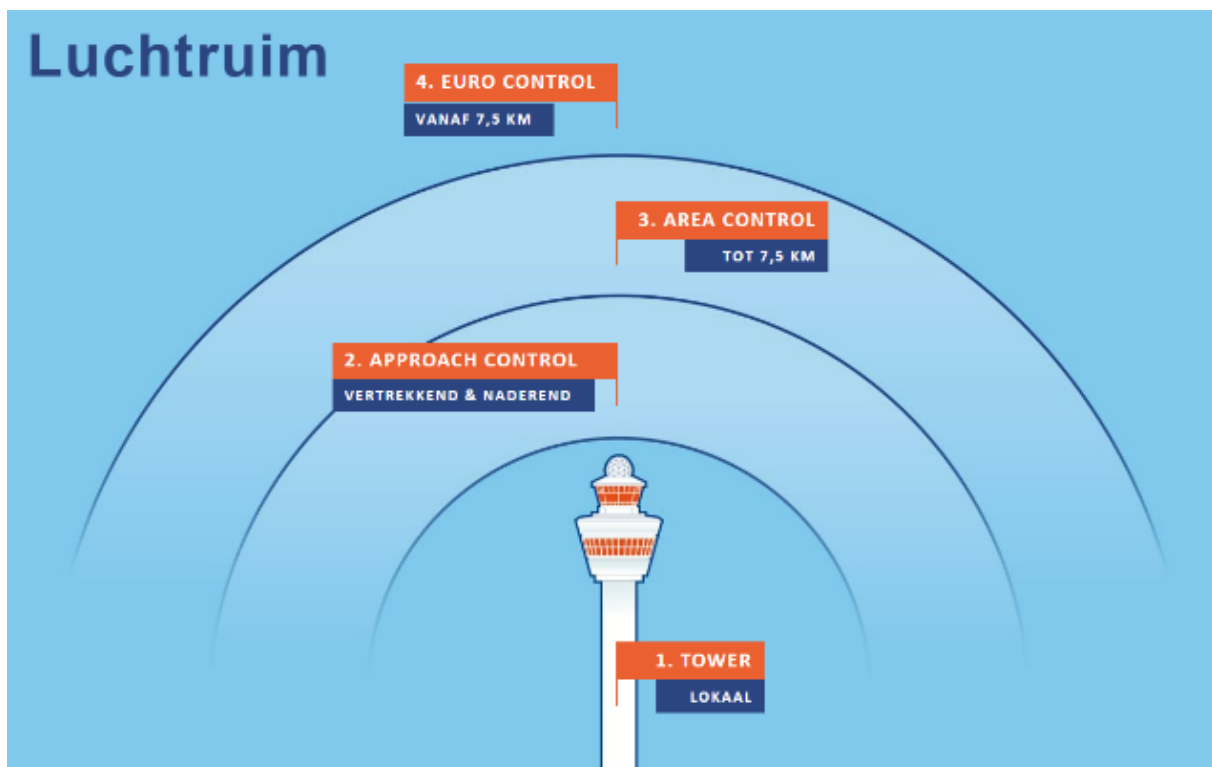 Luchtruim
4. EURO CONTROL
VANAF 7,5 KM
3. AREA CONTROL
TOT 7,5 KM
2. APPROACH CONTROL
VERTREKKEND & NADEREND
1. TOWER
LOKAAL